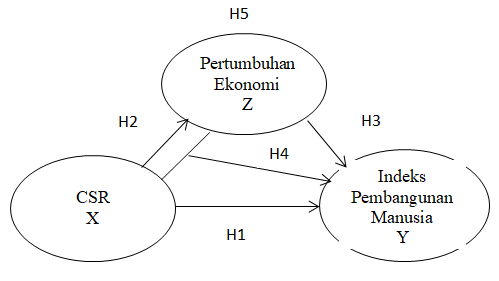 H5
Pertumbuhan
Ekonomi
Z
H2
H3
H4
CSR
X
Indeks
Pembangunan
Manusia
Y
H1